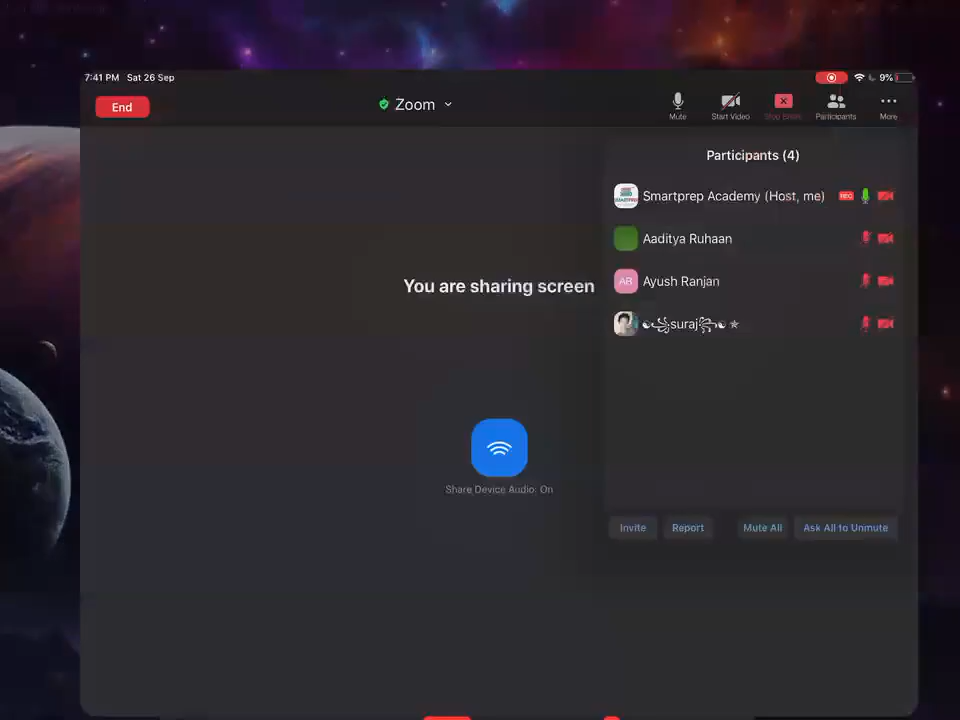 7:41 PM Sat 26 Sep
9%
End
Zoom
Mute
Start Video
Stop Share
Participants
More
Participants (4)
Smartprep Academy (Host, me)
REC
Aaditya Ruhaan
AB
Ayush Ranjan
☯꧁suraj꧂☯ ✯
You are sharing screen
Share Device Audio: On
Invite
Report
Mute All
Ask All to Unmute